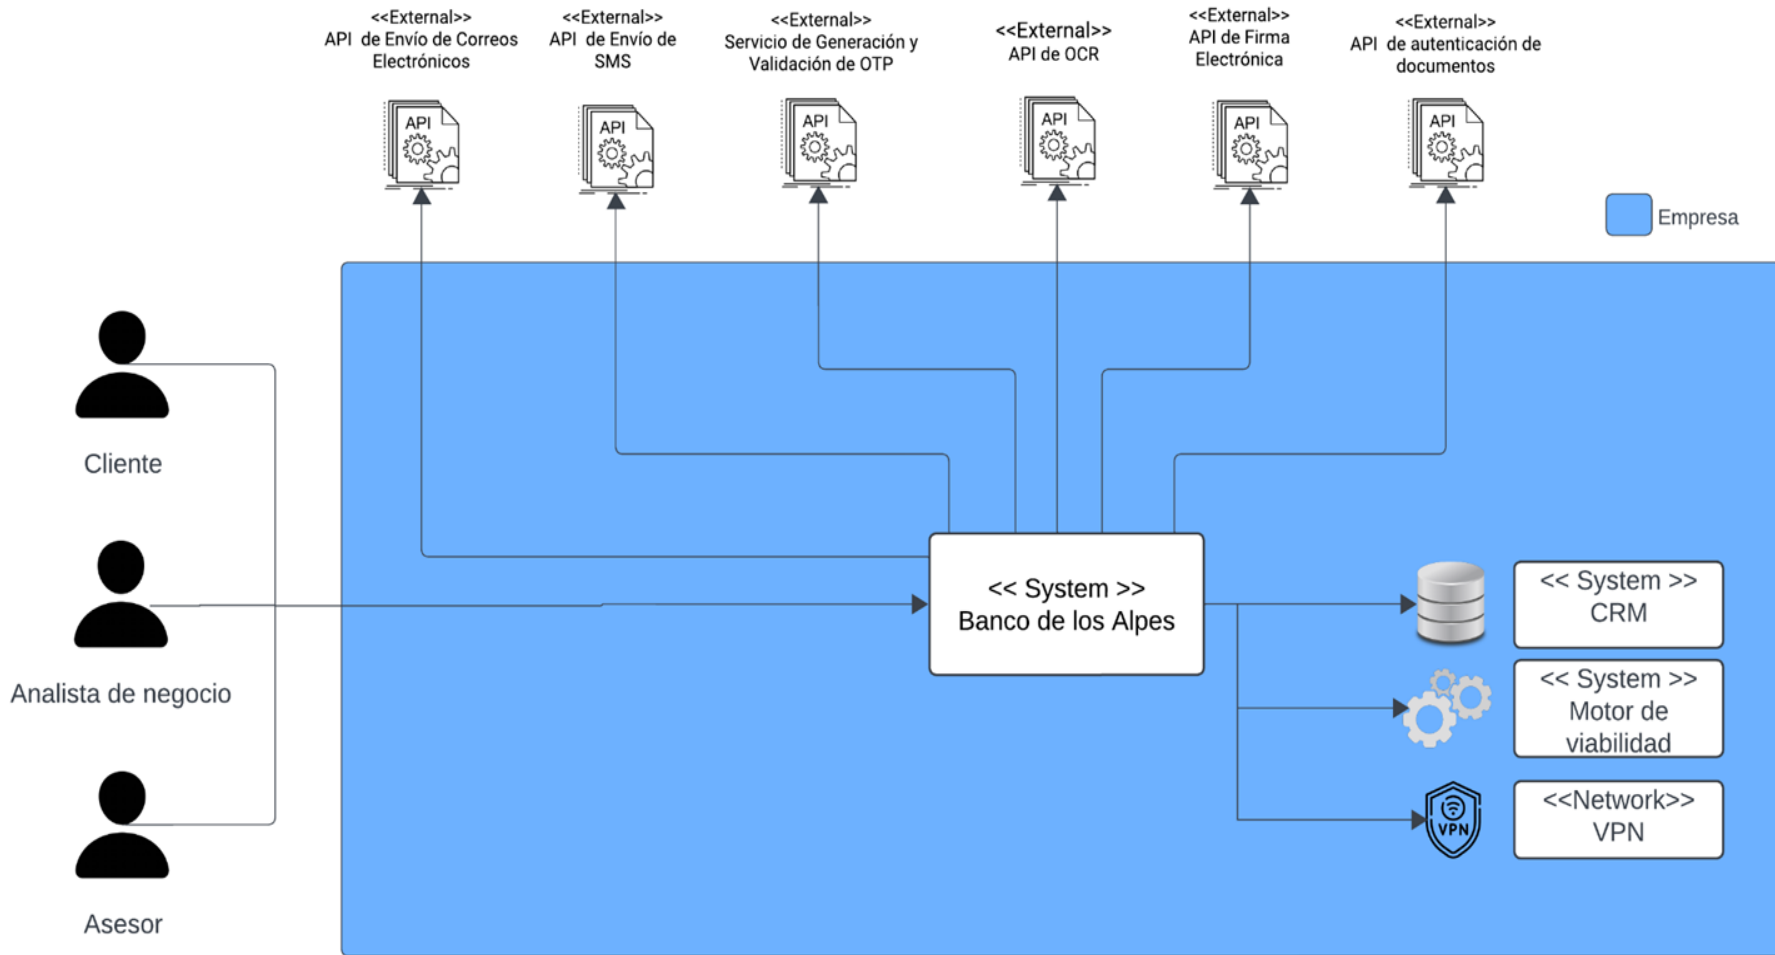 <<External>>
API de Envío de Correos
Electrónicos
<<External>>
API de Envío de
SMS
<<External>>
Servicio de Generación y
Validación de OTP
<<External>>
API de OCR
<<External>>
API de Firma
Electrónica
<<External>>
API de autenticación de
documentos
API
API
API
API
API
API
Empresa
Cliente
Analista de negocio
Asesor
<< System >>
Banco de los Alpes
<< System >>
CRM
<< System >>
Motor de
viabilidad
VPN
<<Network>>
VPN